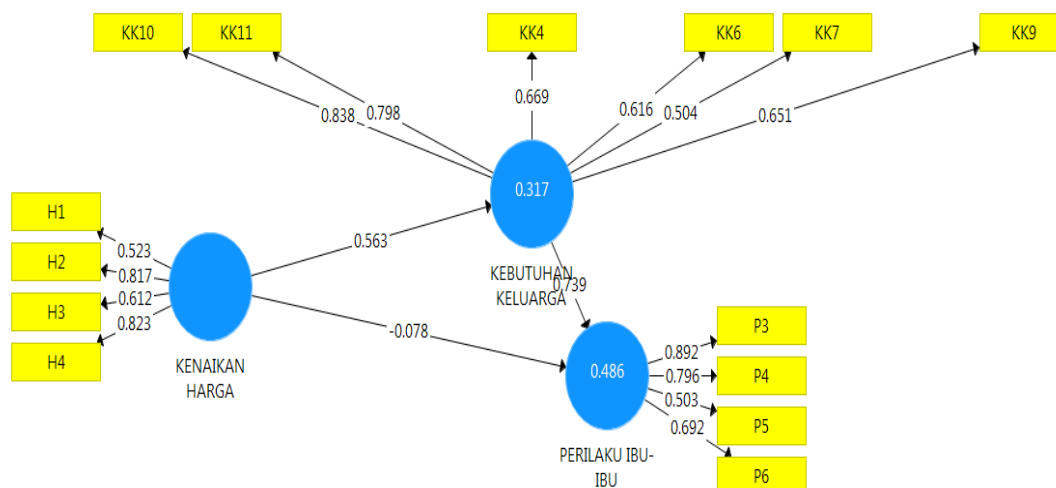 KK10
KK11
KK4
KK6
KK7
KK9
0.838
0.798
0.669
0.616
0.504
0.651
0.317
KEBUTUHAN
KELUARGA
H1
H2
H3
H4
0.523
0.817
0.612
0.823
KENAIKAN
HARGA
0.563
-0.078
0.739
0.486
PERILAKU IBU-
IBU
0.892
0.796
0.503
0.692
P3
P4
P5
P6